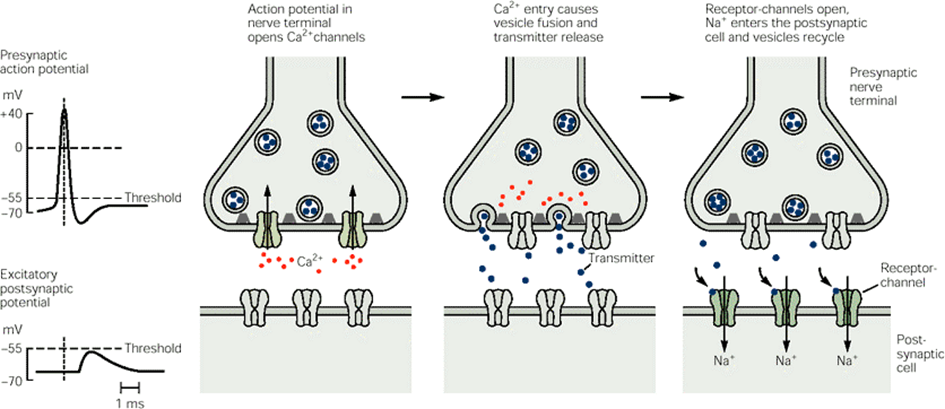 Action potential in
nerve terminal
opens Ca²⁺channels
Ca²⁺ entry causes
vesicle fusion and
transmitter release
Receptor-channels open,
Na⁺ enters the postsynaptic
cell and vesicles recycle
Presynaptic
action potential
mV
+40
0
−55
Threshold
−70
Presynaptic
nerve
terminal
Ca²⁺
Transmitter
Receptor-
channel
Excitatory
postsynaptic
potential
mV
−55
Threshold
−70
1 ms
Na⁺
Na⁺
Na⁺
Post-
synaptic
cell